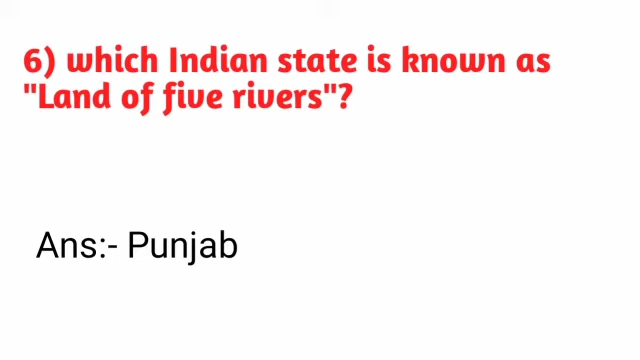 6) which Indian state is known as
"Land of five rivers"?
Ans:- Punjab